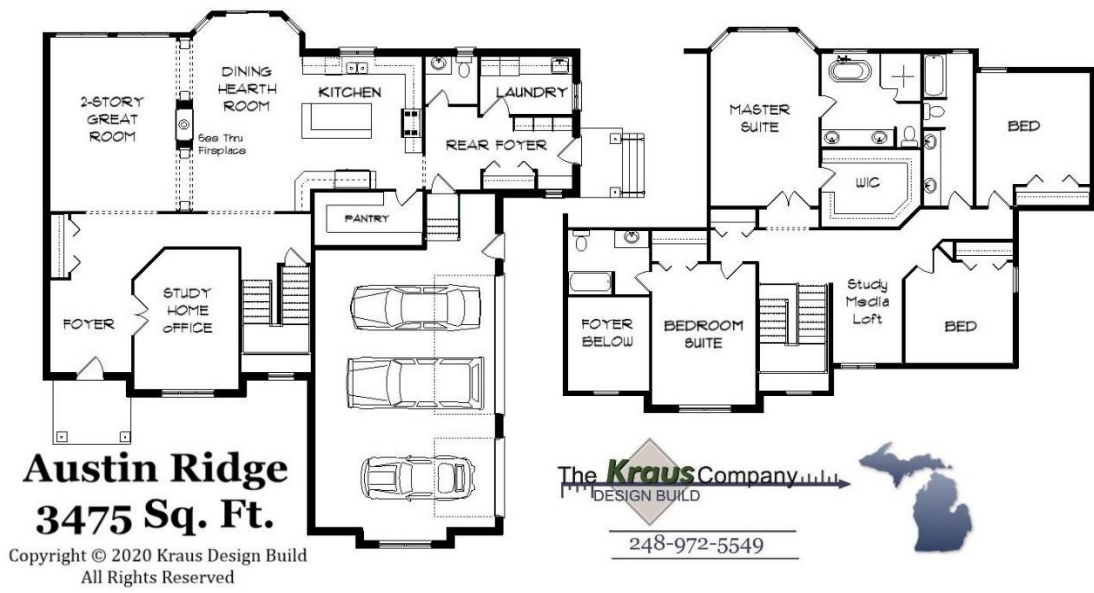 2-STORY
GREAT
ROOM
DINING
HEARTH
ROOM
See Thru
Fireplace
KITCHEN
LAUNDRY
REAR FOYER
PANTRY
FOYER
STUDY
HOME
OFFICE
MASTER
SUITE
WIC
BED
FOYER
BELOW
BEDROOM
SUITE
Study
Media
Loft
BED
Austin Ridge
3475 Sq. Ft.
Copyright © 2020 Kraus Design Build
All Rights Reserved
The Kraus Company
DESIGN BUILD
248-972-5549